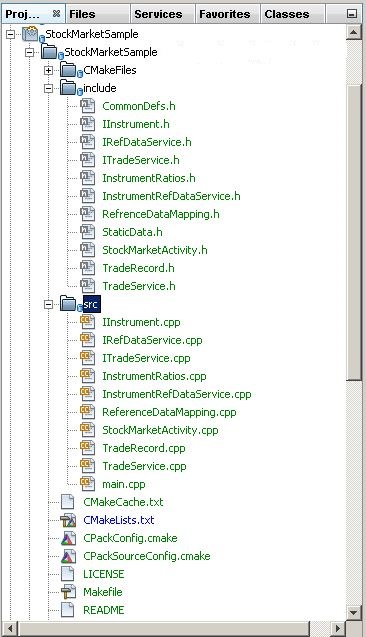 Proj... Files Services Favorites Classes
StockMarketSample
StockMarketSample
CMakeFiles
include
CommonDefs.h
IInstrument.h
IRefDataService.h
ITradeService.h
InstrumentRatios.h
InstrumentRefDataService.h
RefrenceDataMapping.h
StaticData.h
StockMarketActivity.h
TradeRecord.h
TradeService.h
src
IInstrument.cpp
IRefDataService.cpp
ITradeService.cpp
InstrumentRatios.cpp
InstrumentRefDataService.cpp
ReferenceDataMapping.cpp
StockMarketActivity.cpp
TradeRecord.cpp
TradeService.cpp
main.cpp
CMakeCache.txt
CMakeLists.txt
CPackConfig.cmake
CPackSourceConfig.cmake
LICENSE
Makefile
README